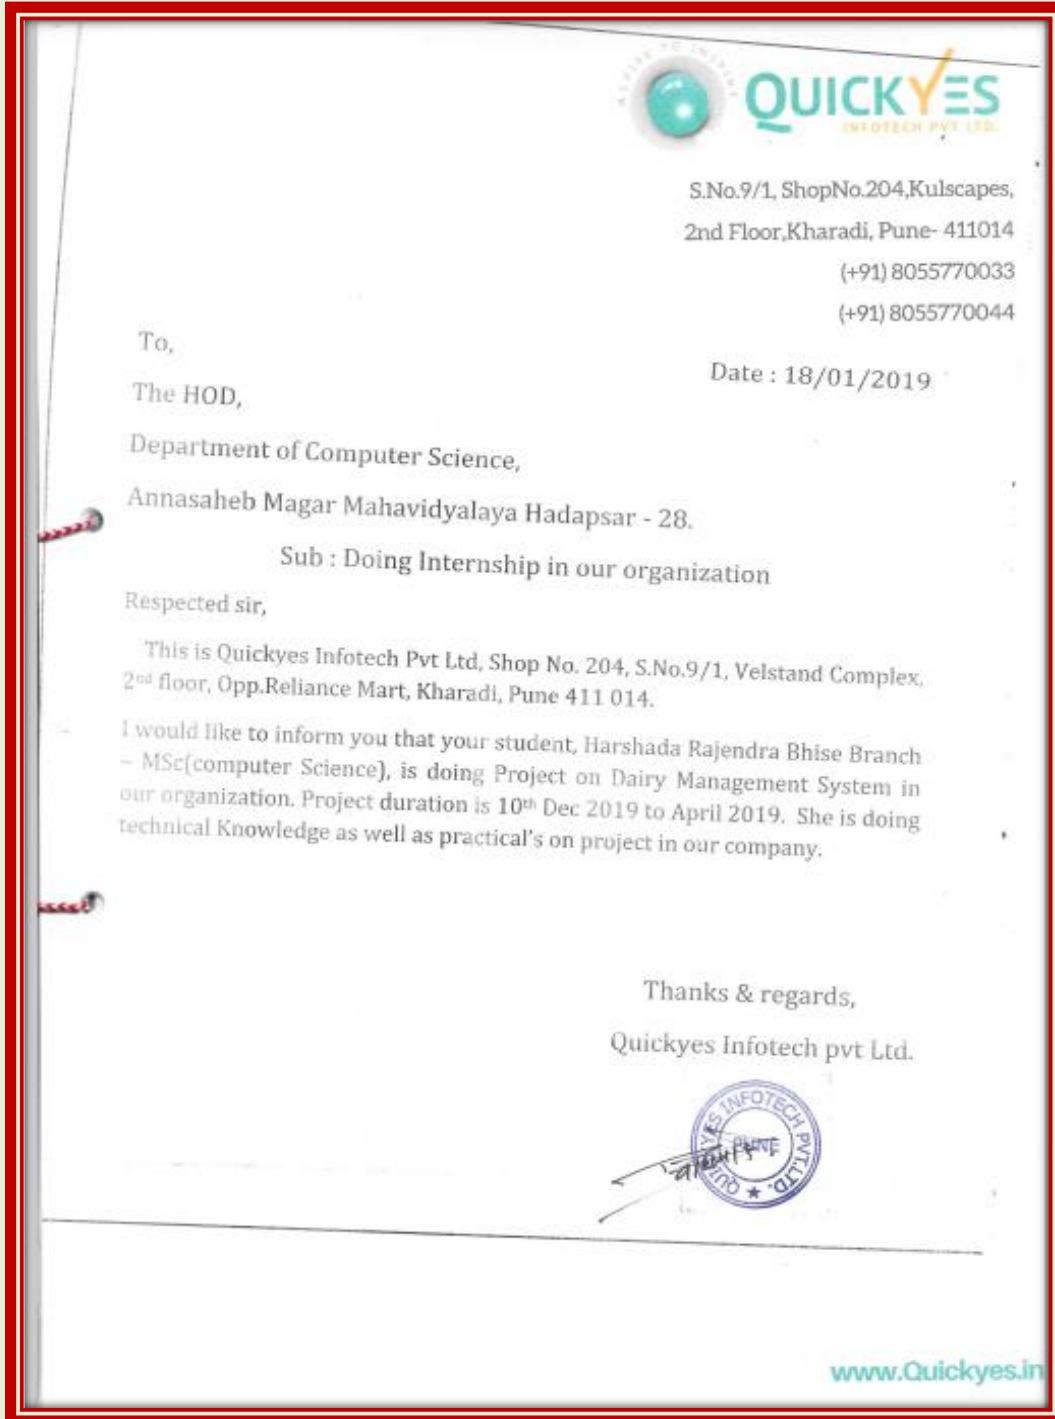 ASPIRE TO INSPIRE
QUICKYES
INFOTECH PVT LTD.
S.No.9/1, ShopNo.204,Kulscapes,
2nd Floor,Kharadi, Pune- 411014
(+91) 8055770033
(+91) 8055770044
To,
Date : 18/01/2019
The HOD,
Department of Computer Science,
Annasaheb Magar Mahavidyalaya Hadapsar - 28.
Sub : Doing Internship in our organization
Respected sir,
This is Quickyes Infotech Pvt Ltd, Shop No. 204, S.No.9/1, Velstand Complex,
2nd floor, Opp.Reliance Mart, Kharadi, Pune 411 014.
I would like to inform you that your student, Harshada Rajendra Bhise Branch
– MSc(computer Science), is doing Project on Dairy Management System in
our organization. Project duration is 10th Dec 2019 to April 2019. She is doing
technical Knowledge as well as practical's on project in our company.
Thanks & regards,
Quickyes Infotech pvt Ltd.
QUICKYES INFOTECH PVT.LTD.
PUNE
www.Quickyes.in